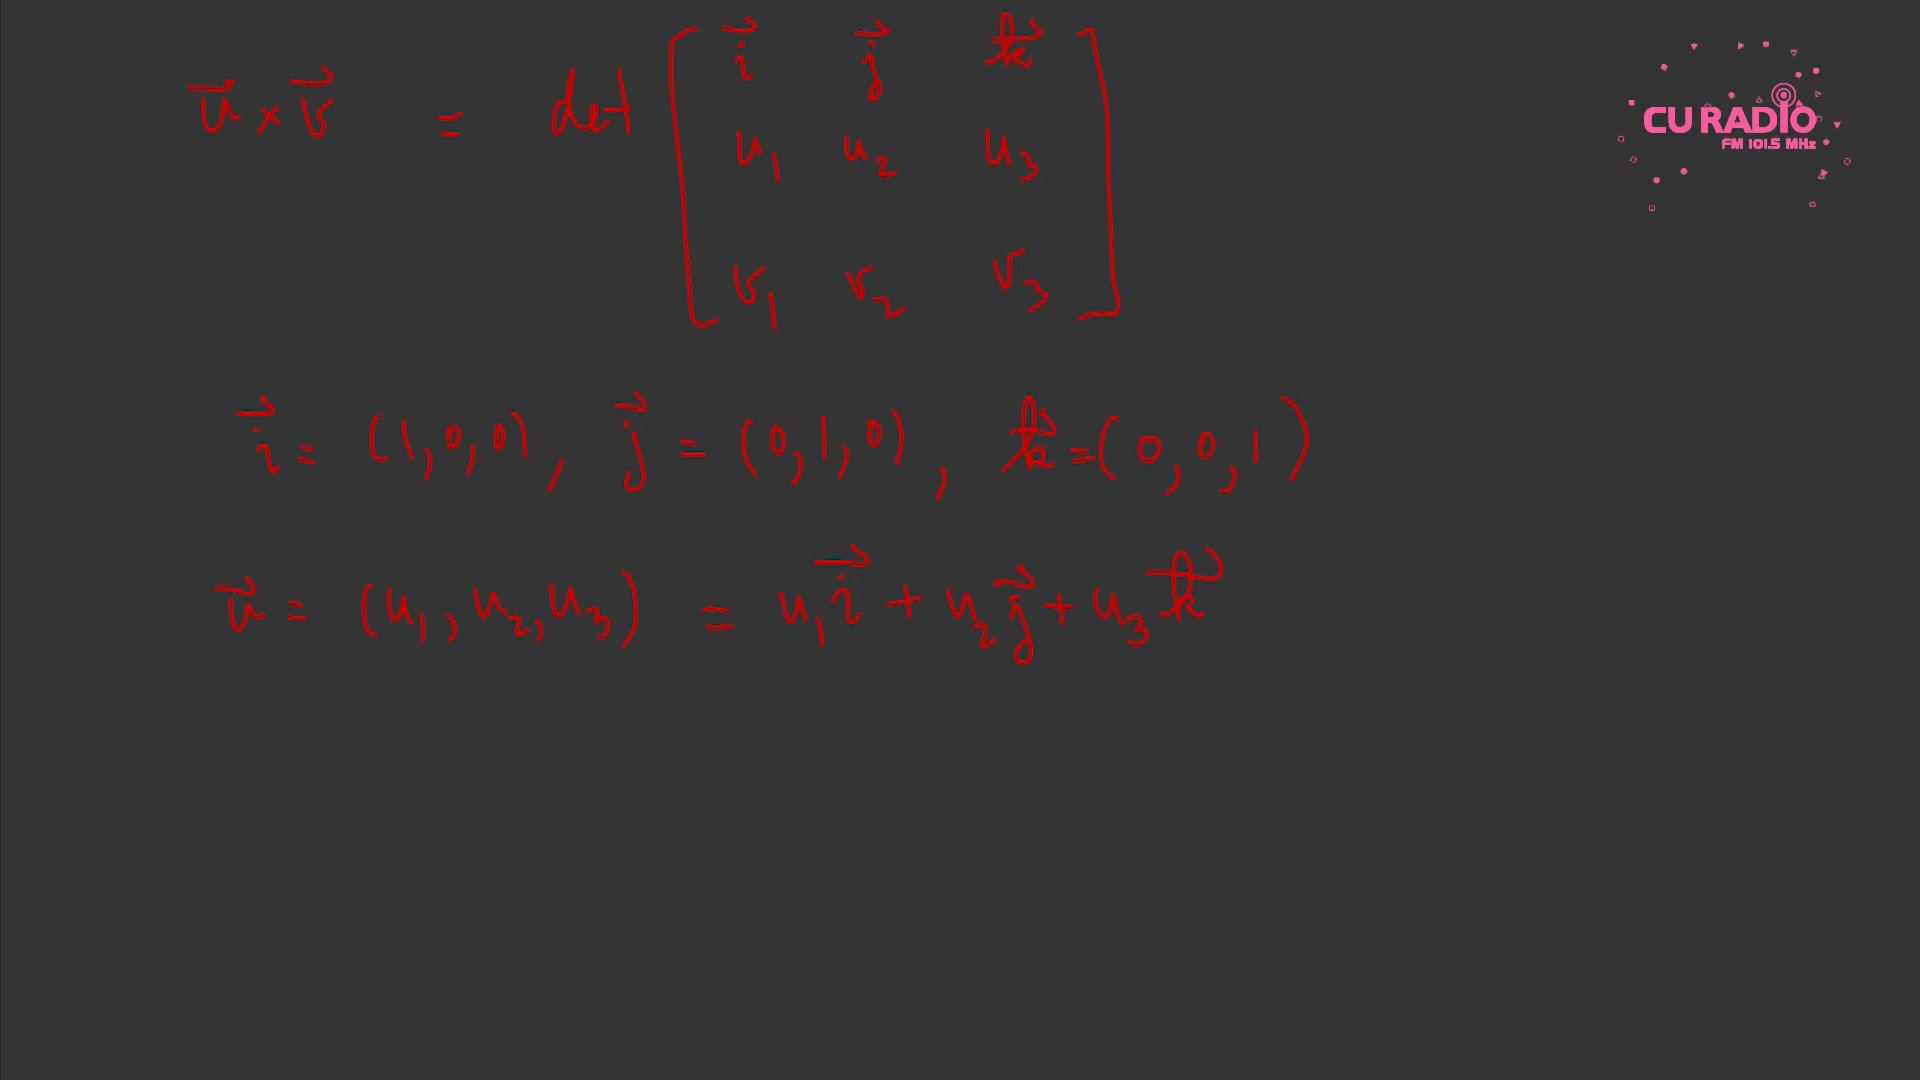 u⃗ × v⃗ = det [ i⃗ j⃗ k⃗
u₁ u₂ u₃
v₁ v₂ v₃ ]
CU RADIO
FM 101.5 MHz
i⃗ = (1,0,0), j⃗ = (0,1,0), k⃗ = (0,0,1)
u⃗ = (u₁,u₂,u₃) = u₁i⃗ + u₂j⃗ + u₃k⃗